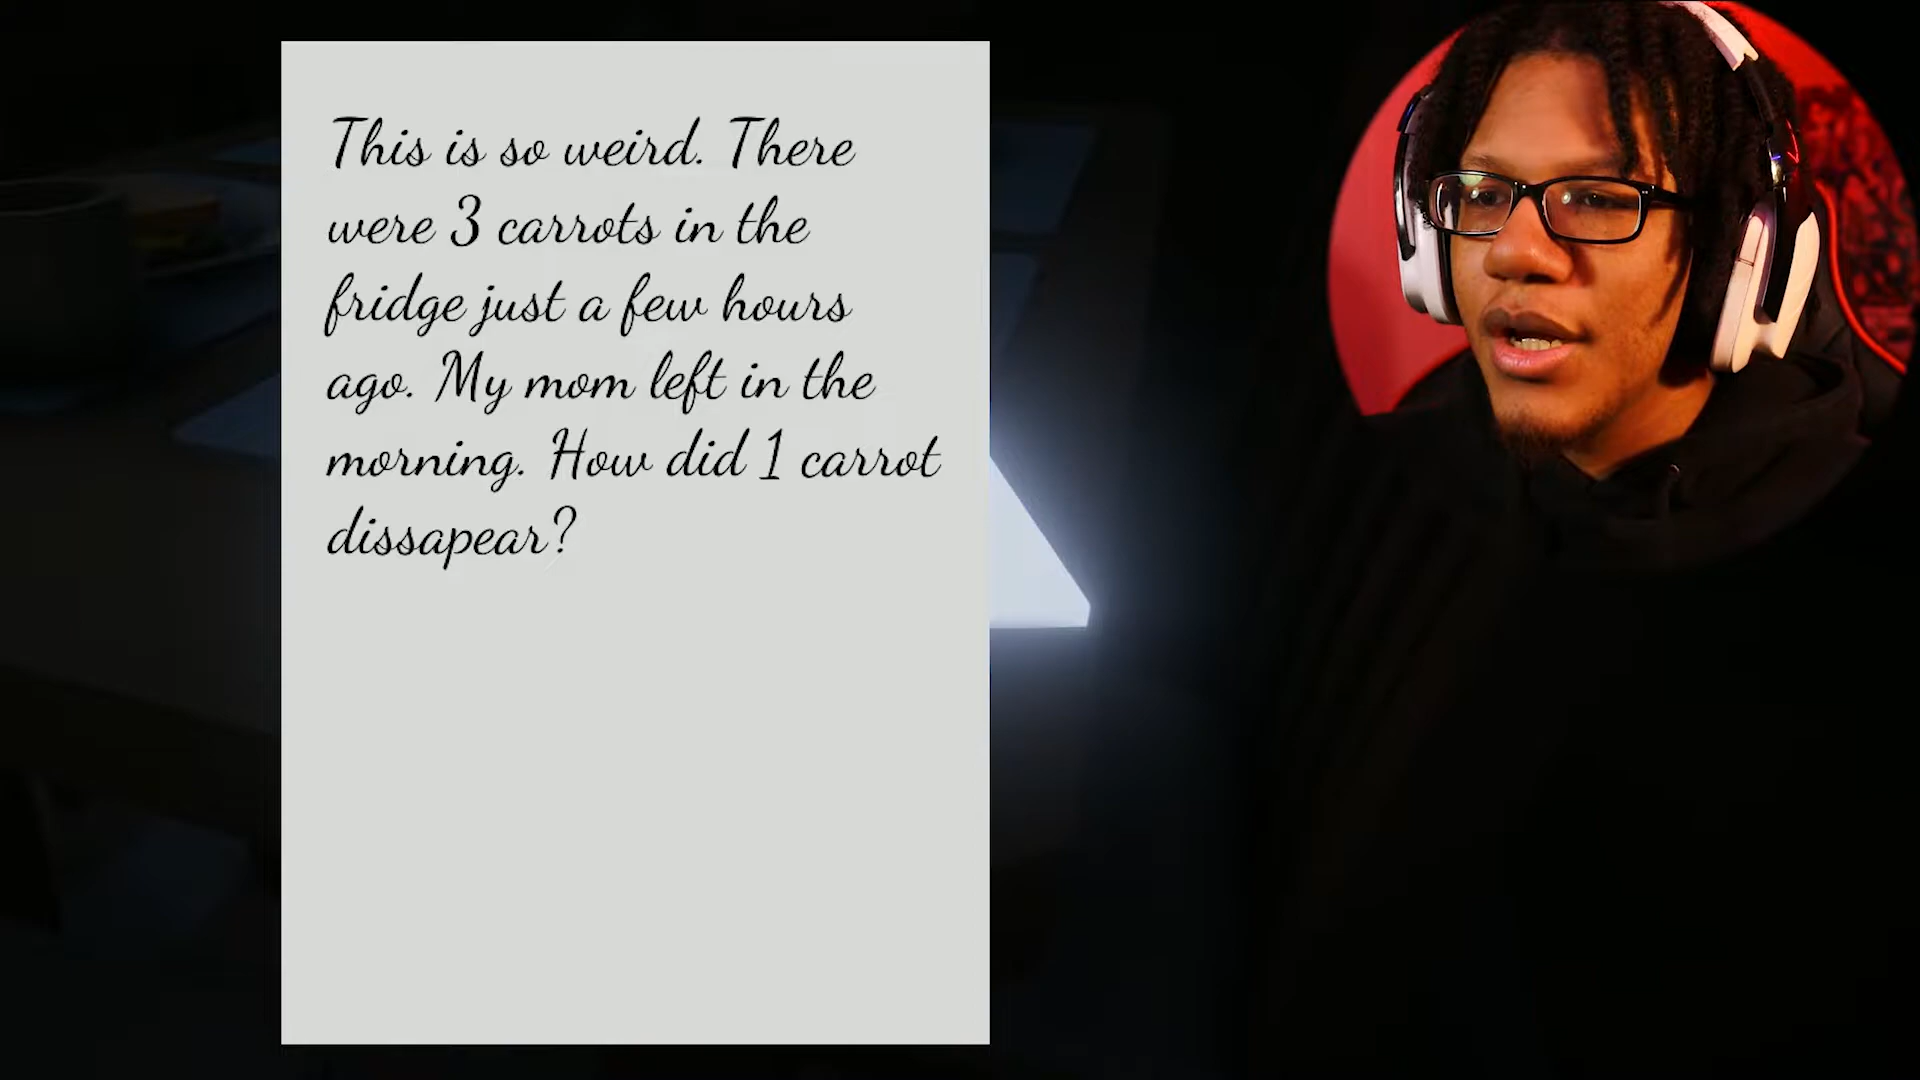 This is so weird. There
were 3 carrots in the
fridge just a few hours
ago. My mom left in the
morning. How did 1 carrot
dissapear?